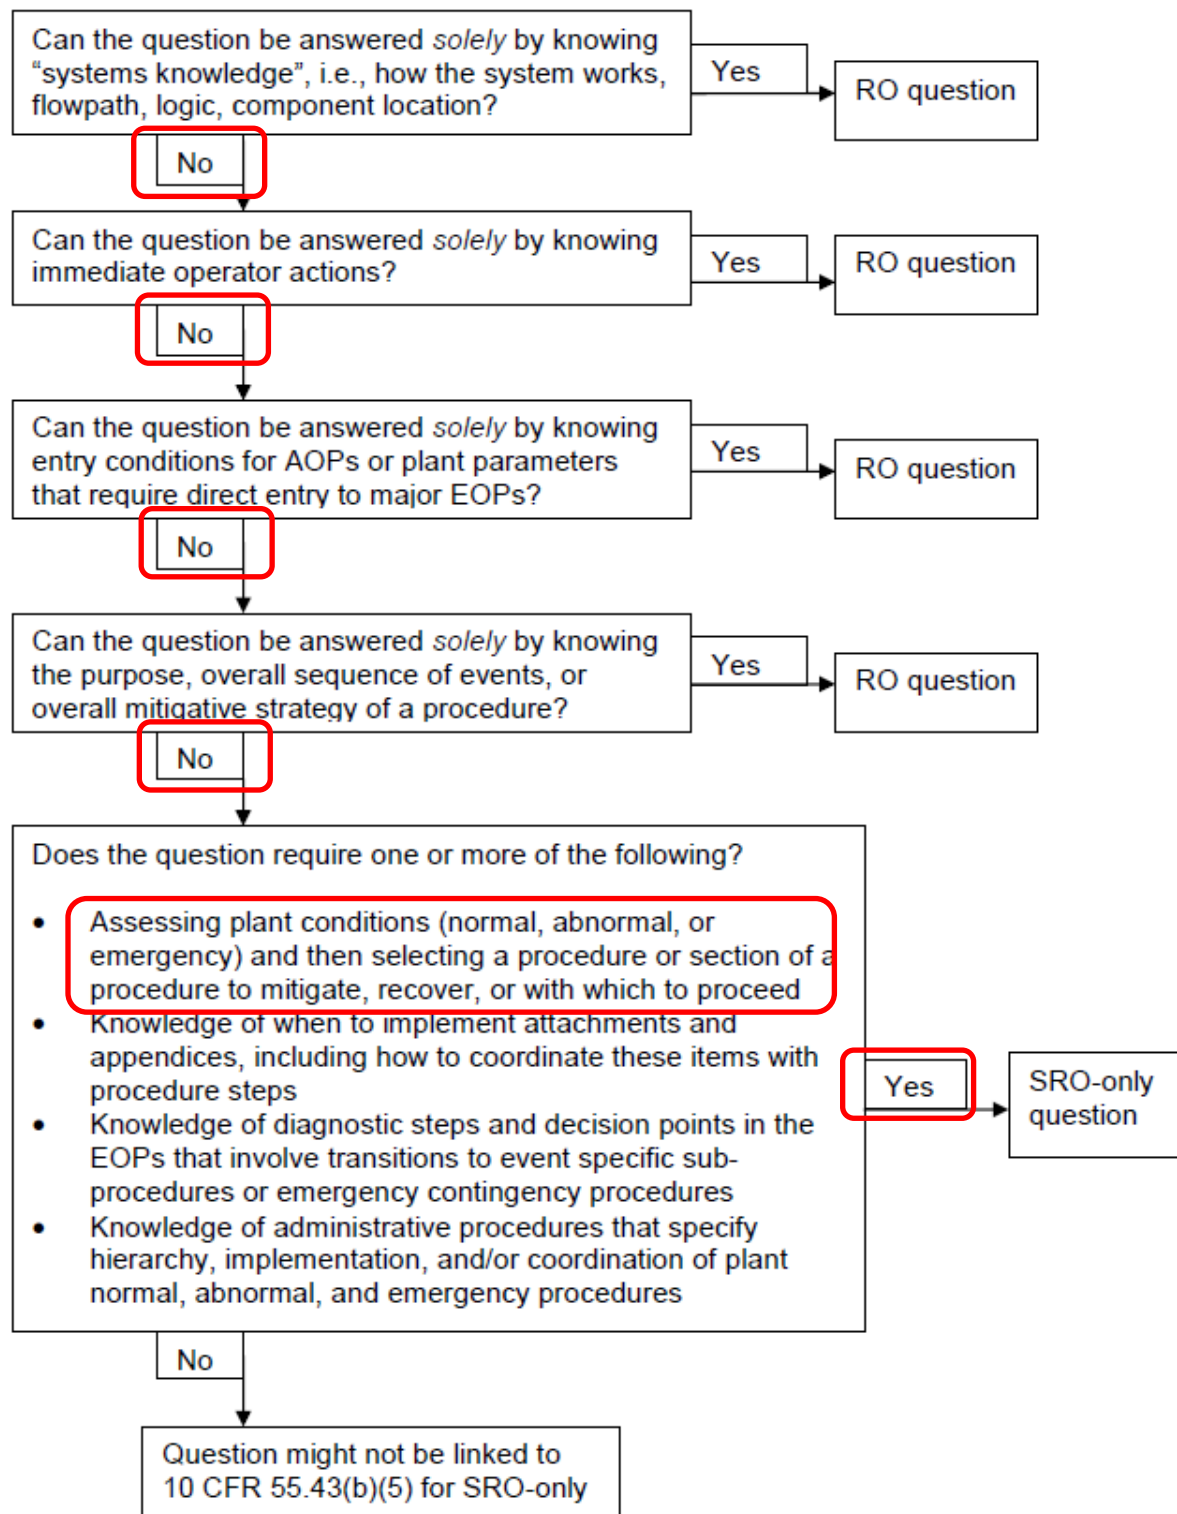 Can the question be answered solely by knowing
“systems knowledge”, i.e., how the system works,
flowpath, logic, component location?
Yes
RO question
No
Can the question be answered solely by knowing
immediate operator actions?
Yes
RO question
No
Can the question be answered solely by knowing
entry conditions for AOPs or plant parameters
that require direct entry to major EOPs?
Yes
RO question
No
Can the question be answered solely by knowing
the purpose, overall sequence of events, or
overall mitigative strategy of a procedure?
Yes
RO question
No
Does the question require one or more of the following?
• Assessing plant conditions (normal, abnormal, or
emergency) and then selecting a procedure or section of a
procedure to mitigate, recover, or with which to proceed
• Knowledge of when to implement attachments and
appendices, including how to coordinate these items with
procedure steps
• Knowledge of diagnostic steps and decision points in the
EOPs that involve transitions to event specific sub-
procedures or emergency contingency procedures
• Knowledge of administrative procedures that specify
hierarchy, implementation, and/or coordination of plant
normal, abnormal, and emergency procedures
Yes
SRO-only
question
No
Question might not be linked to
10 CFR 55.43(b)(5) for SRO-only